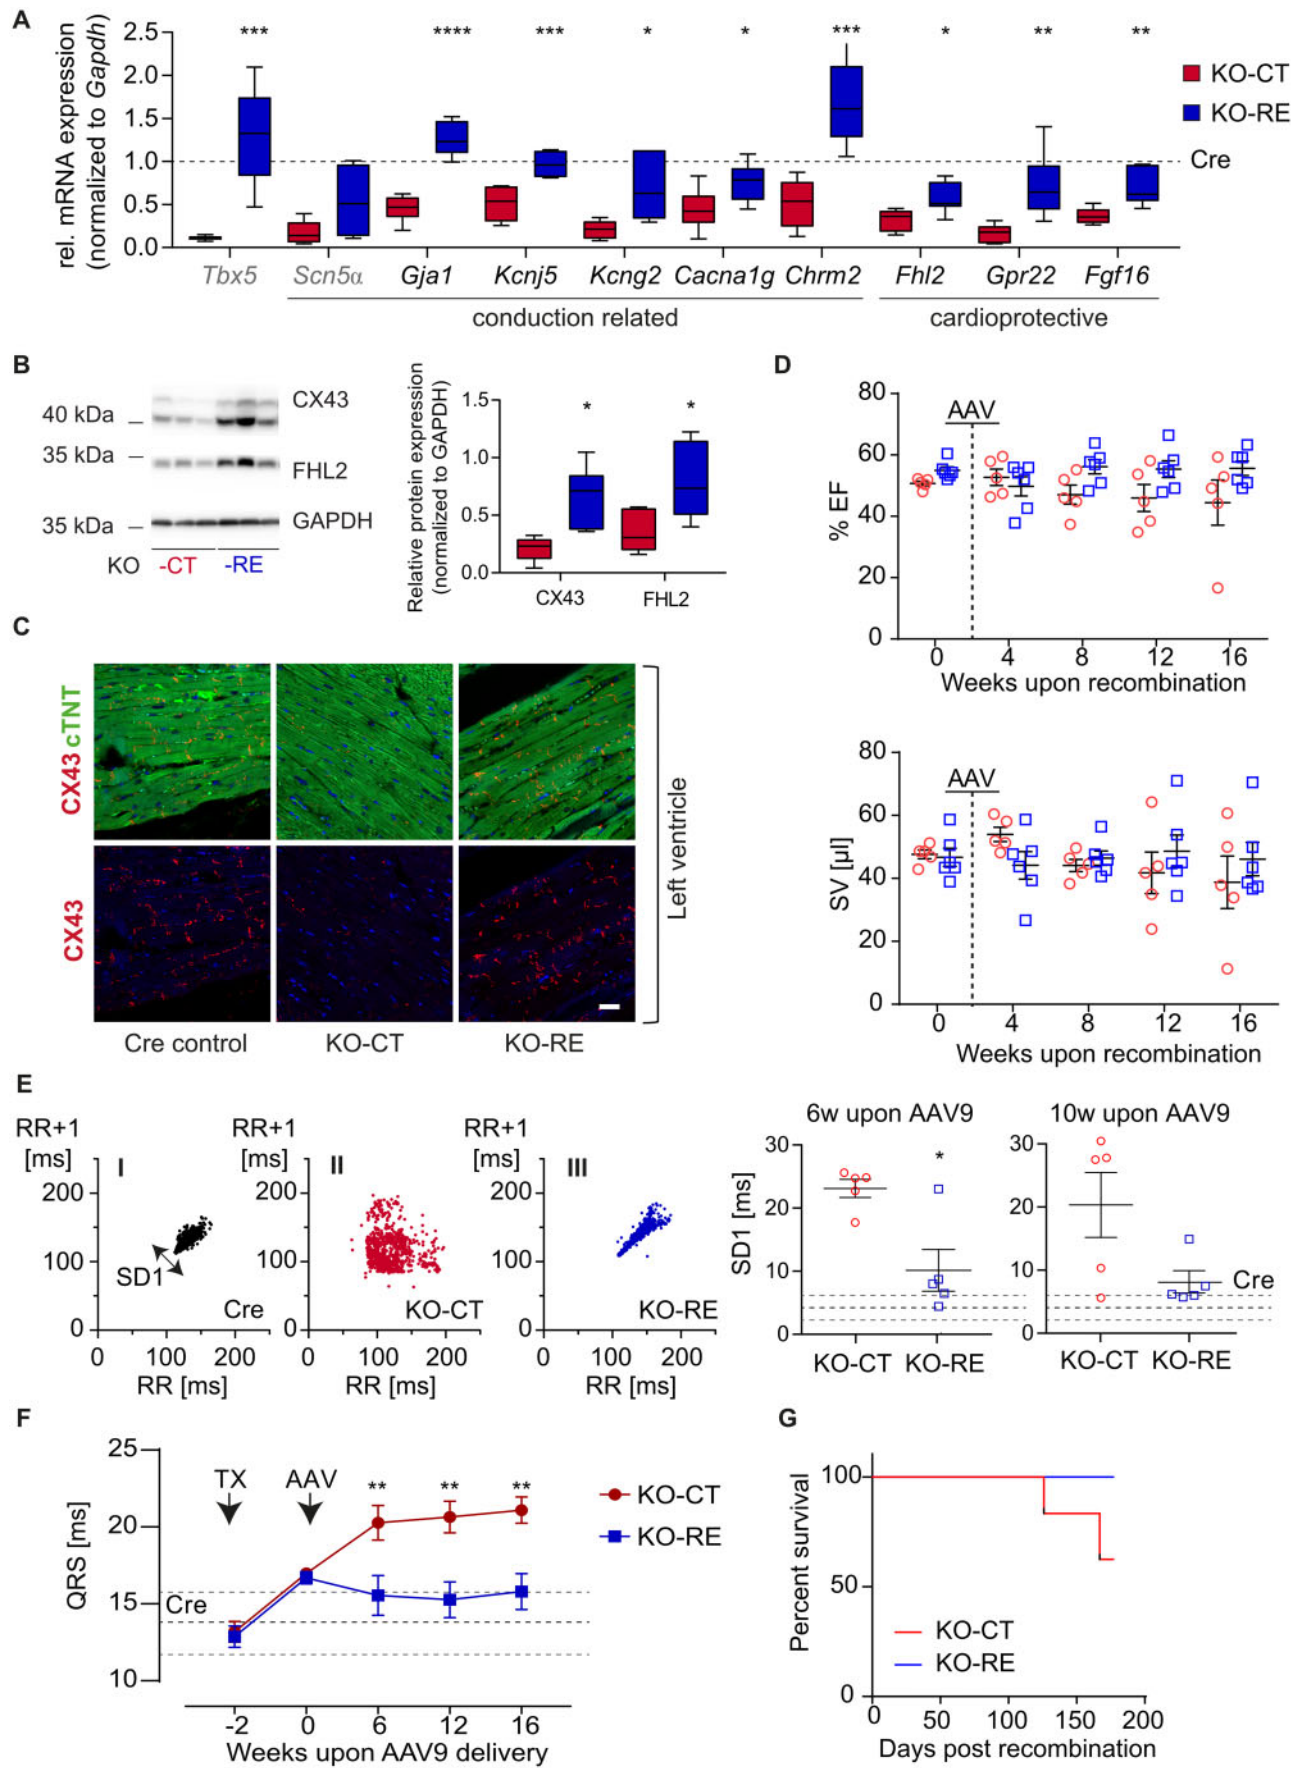 A
rel. mRNA expression
(normalized to Gapdh)
2.5
2.0
1.5
1.0
0.5
0.0
*** **** *** * * *** * ** **
KO-CT
KO-RE
Cre
Tbx5 Scn5α Gja1 Kcnj5 Kcng2 Cacna1g Chrm2 Fhl2 Gpr22 Fgf16
conduction related cardioprotective
B
40 kDa
35 kDa
35 kDa
CX43
FHL2
GAPDH
KO -CT -RE
Relative protein expression
(normalized to GAPDH)
1.5
1.0
0.5
0.0
* *
CX43 FHL2
C
CX43 cTNT
CX43
Left ventricle
Cre control KO-CT KO-RE
D
% EF
80
60
40
20
0
AAV
0 4 8 12 16
Weeks upon recombination
SV [µl]
80
60
40
20
0
AAV
0 4 8 12 16
Weeks upon recombination
E
RR+1
[ms]
200
100
0
I
SD1
Cre
0 100 200
RR [ms]
RR+1
[ms]
200
100
0
II
KO-CT
0 100 200
RR [ms]
RR+1
[ms]
200
100
0
III
KO-RE
0 100 200
RR [ms]
6w upon AAV9
SD1 [ms]
30
20
10
0
*
KO-CT KO-RE
10w upon AAV9
30
20
10
0
Cre
KO-CT KO-RE
F
QRS [ms]
25
20
15
10
TX AAV
** ** **
Cre
KO-CT
KO-RE
-2 0 6 12 16
Weeks upon AAV9 delivery
G
Percent survival
100
50
0
KO-CT
KO-RE
0 50 100 150 200
Days post recombination